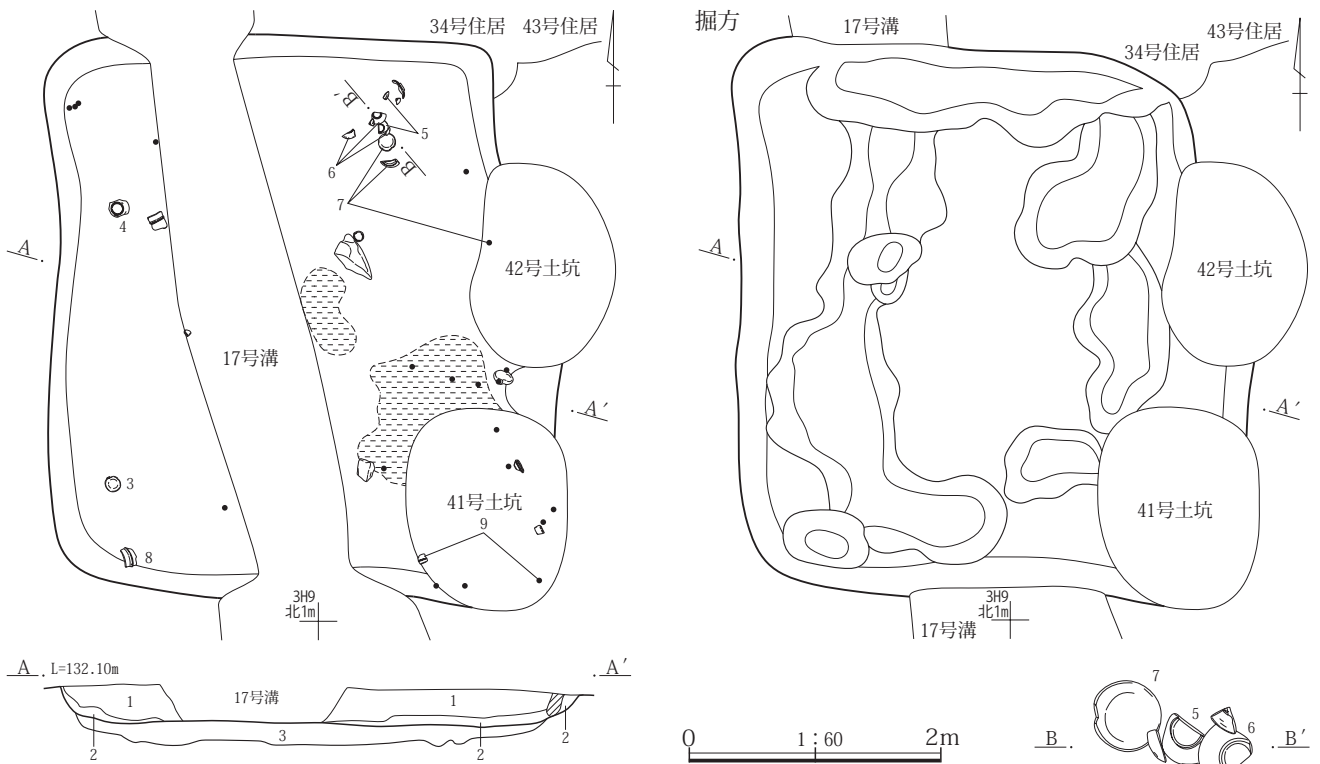 34号住居 43号住居
B′
5
6
B
7
4
A
42号土坑
17号溝
A′
3
41号土坑
9
8
3H9
北1m
掘方
17号溝
43号住居
34号住居
A
42号土坑
A′
41号土坑
3H9
北1m
17号溝
A L=132.10m A′
1 17号溝 1
3
2 2 2
0 1:60 2m
7
5
6
B B′